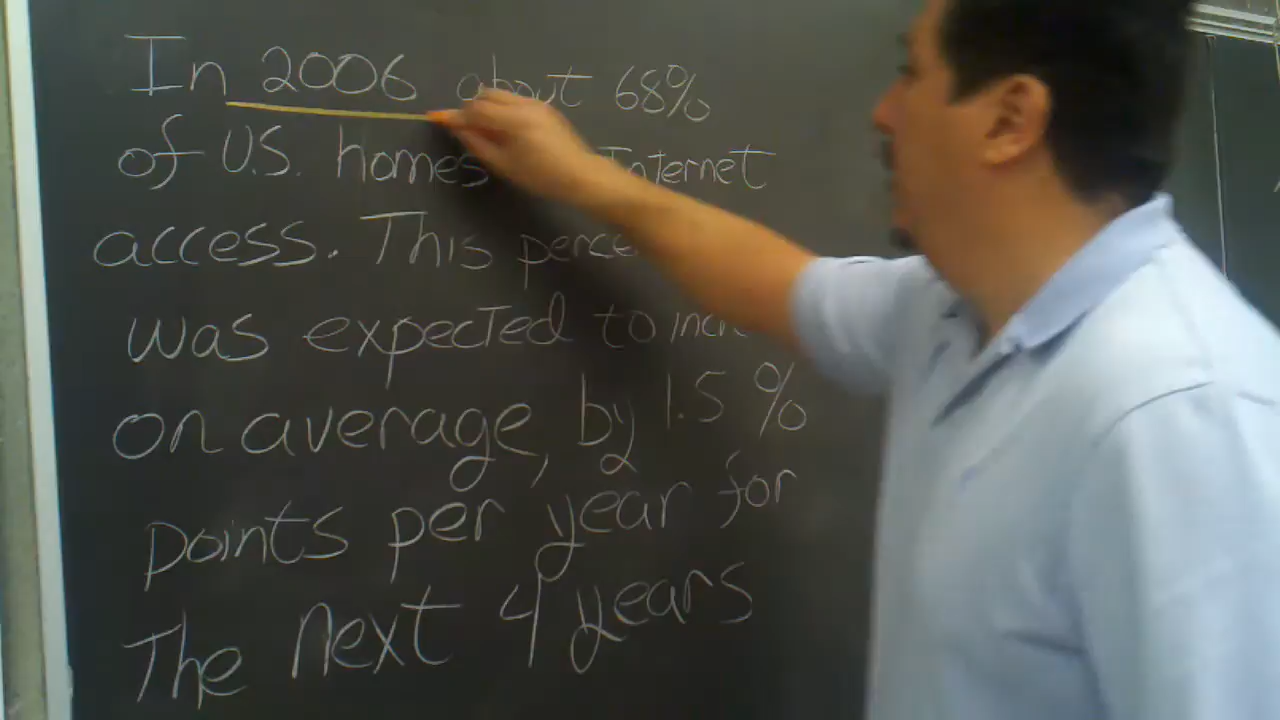 In 2006 about 68%
of U.S. homes Internet
access. This
was expected to
on average, by 1.5 %
points per year for
The next 4 years